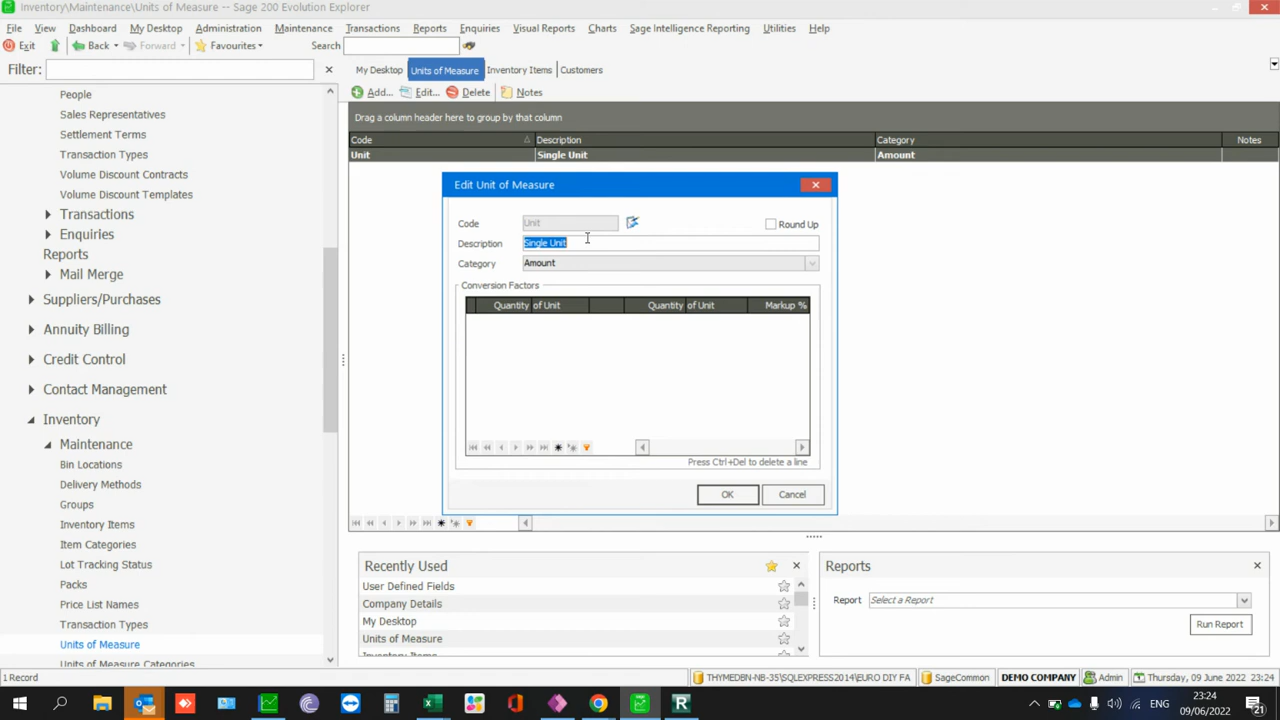 Inventory\Maintenance\Units of Measure -- Sage 200 Evolution Explorer
File View Dashboard My Desktop Administration Maintenance Transactions Reports Enquiries Visual Reports Charts Sage Intelligence Reporting Utilities Help
Exit Back Forward Favourites Search
Filter:
My Desktop Units of Measure Inventory Items Customers
Add... Edit... Delete Notes
Drag a column header here to group by that column
Code Description Category Notes
Unit Single Unit Amount
People
Sales Representatives
Settlement Terms
Transaction Types
Volume Discount Contracts
Volume Discount Templates
Transactions
Enquiries
Reports
Mail Merge
Suppliers/Purchases
Annuity Billing
Credit Control
Contact Management
Inventory
Maintenance
Bin Locations
Delivery Methods
Groups
Inventory Items
Item Categories
Lot Tracking Status
Packs
Price List Names
Transaction Types
Units of Measure
Units of Measure Categories
Edit Unit of Measure
Code Unit Round Up
Description Single Unit
Category Amount
Conversion Factors
Quantity of Unit Quantity of Unit Markup %
Press Ctrl+Del to delete a line
OK Cancel
Recently Used
User Defined Fields
Company Details
My Desktop
Units of Measure
Inventory Items
Reports
Report Select a Report
Run Report
1 Record THYMEDBN-NB-35\SQLEXPRESS2014\EURO DIY FA SageCommon DEMO COMPANY Admin Thursday, 09 June 2022 23:24
ENG 23:24
09/06/2022 21